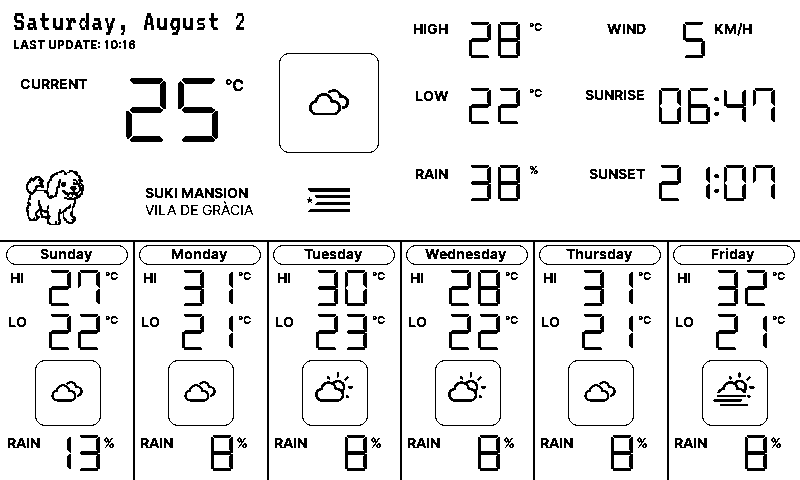 Saturday, August 2
LAST UPDATE: 10:16
CURRENT 25 °C
HIGH 28 °C
LOW 22 °C
RAIN 38 %
WIND 5 KM/H
SUNRISE 06:47
SUNSET 21:07
SUKI MANSION
VILA DE GRÀCIA
Sunday
HI 27 °C
LO 22 °C
RAIN 13 %
Monday
HI 31 °C
LO 21 °C
RAIN 8 %
Tuesday
HI 30 °C
LO 23 °C
RAIN 8 %
Wednesday
HI 28 °C
LO 22 °C
RAIN 8 %
Thursday
HI 31 °C
LO 21 °C
RAIN 8 %
Friday
HI 32 °C
LO 21 °C
RAIN 8 %